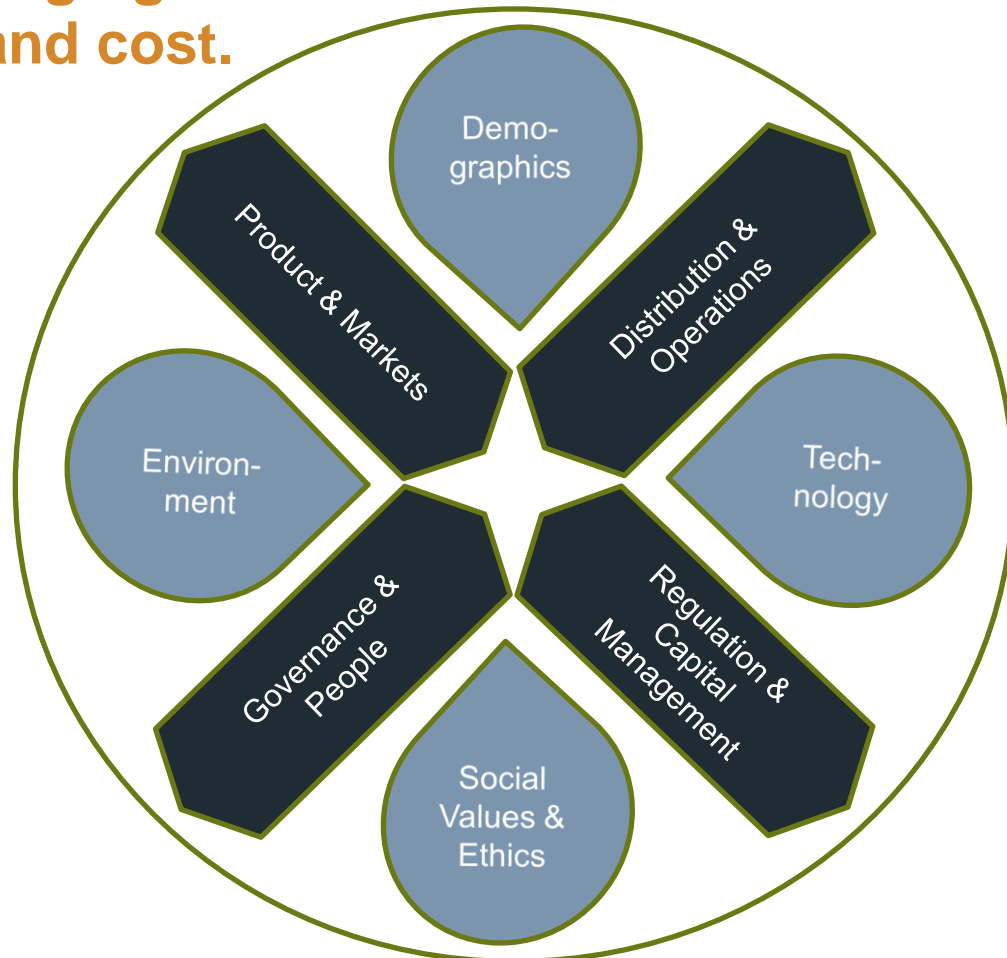 and cost.
Demo-
graphics
Product & Markets
Distribution &
Operations
Environ-
ment
Tech-
nology
Governance &
People
Regulation &
Capital
Management
Social
Values &
Ethics